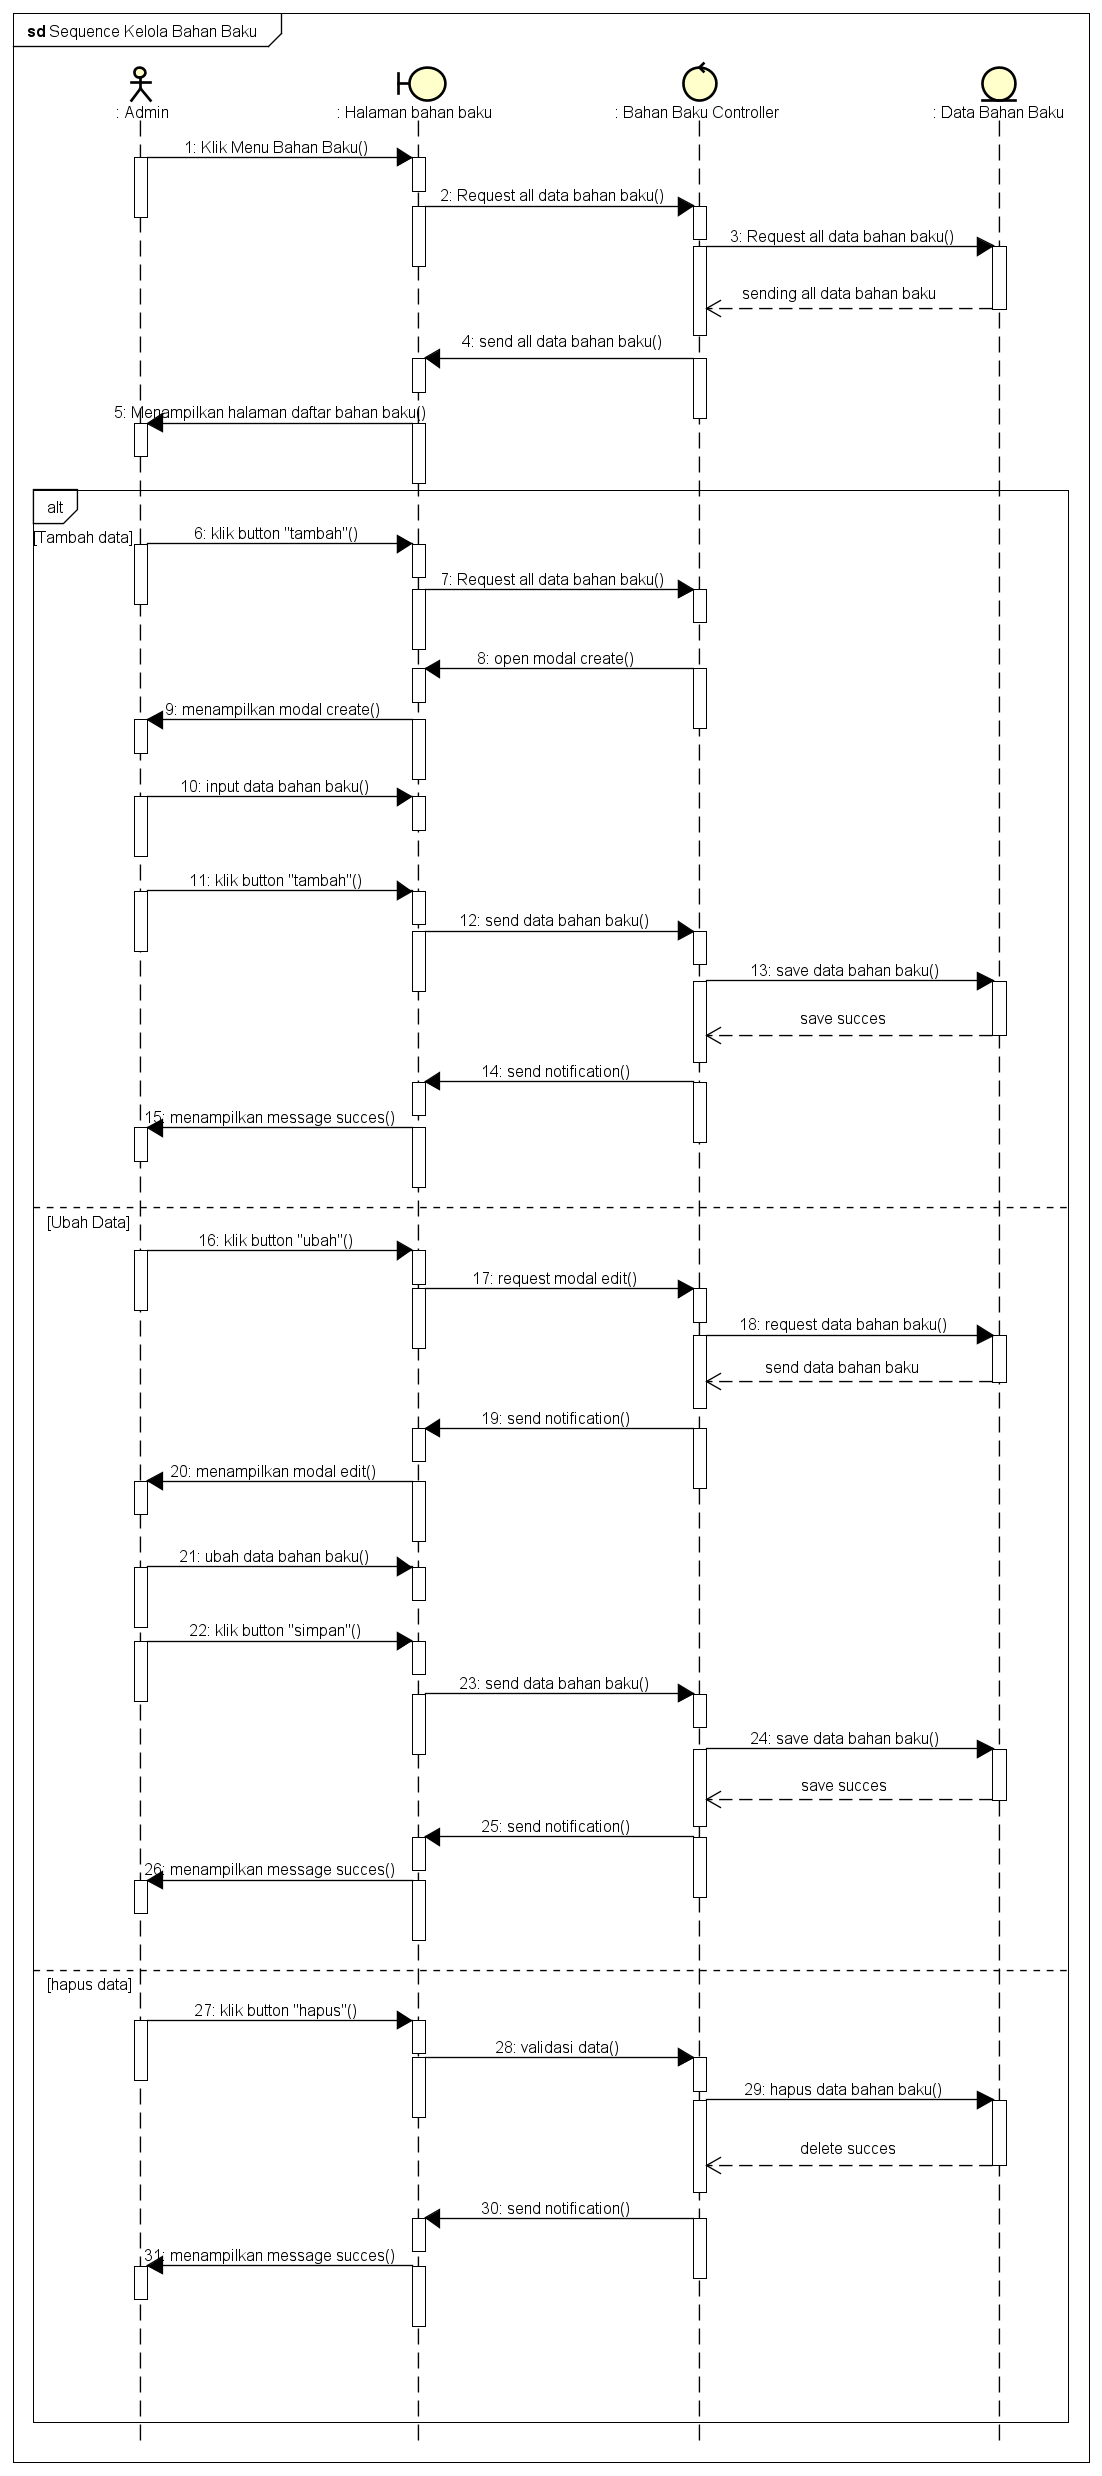 sd Sequence Kelola Bahan Baku
: Admin
: Halaman bahan baku
: Bahan Baku Controller
: Data Bahan Baku
1: Klik Menu Bahan Baku()
2: Request all data bahan baku()
3: Request all data bahan baku()
sending all data bahan baku
4: send all data bahan baku()
5: Menampilkan halaman daftar bahan baku()
alt
[Tambah data]
6: klik button "tambah"()
7: Request all data bahan baku()
8: open modal create()
9: menampilkan modal create()
10: input data bahan baku()
11: klik button "tambah"()
12: send data bahan baku()
13: save data bahan baku()
save succes
14: send notification()
15: menampilkan message succes()
[Ubah Data]
16: klik button "ubah"()
17: request modal edit()
18: request data bahan baku()
send data bahan baku
19: send notification()
20: menampilkan modal edit()
21: ubah data bahan baku()
22: klik button "simpan"()
23: send data bahan baku()
24: save data bahan baku()
save succes
25: send notification()
26: menampilkan message succes()
[hapus data]
27: klik button "hapus"()
28: validasi data()
29: hapus data bahan baku()
delete succes
30: send notification()
31: menampilkan message succes()